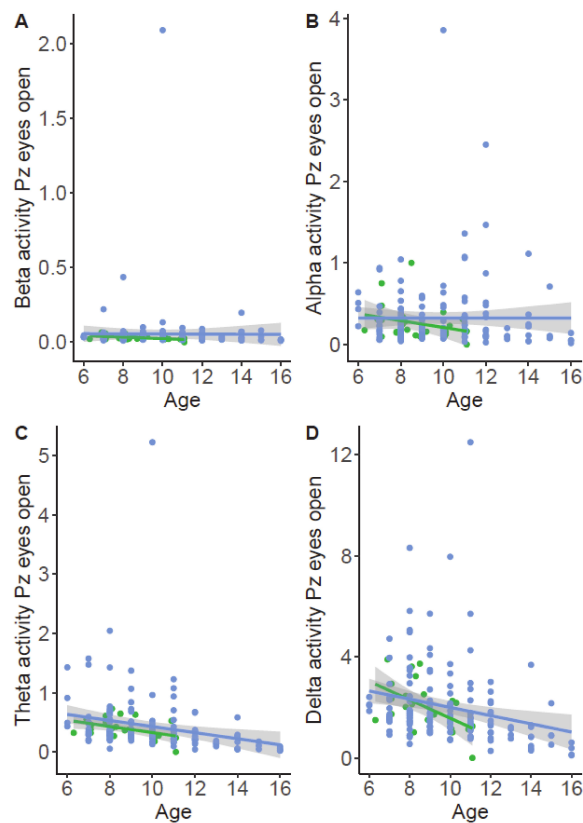 A
Beta activity Pz eyes open
2.0
1.5
1.0
0.5
0.0
6 8 10 12 14 16
Age
B
Alpha activity Pz eyes open
4
3
2
1
0
6 8 10 12 14 16
Age
C
Theta activity Pz eyes open
5
4
3
2
1
0
6 8 10 12 14 16
Age
D
Delta activity Pz eyes open
12
8
4
0
6 8 10 12 14 16
Age